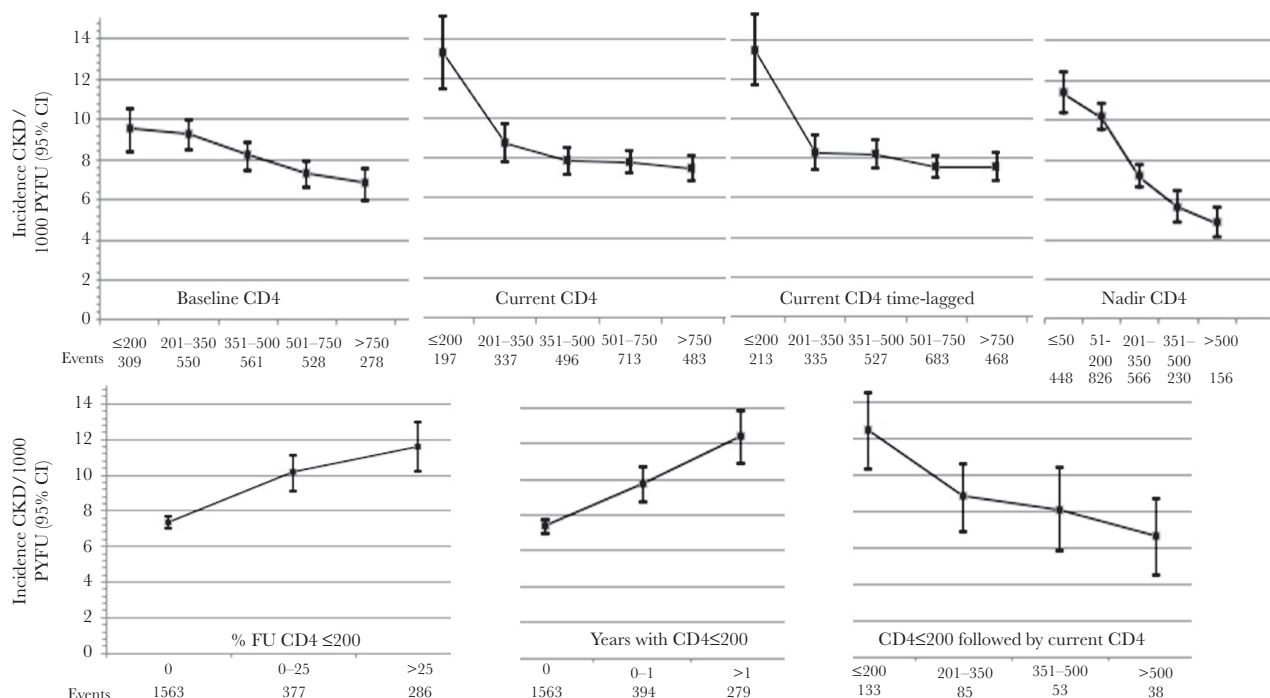 Incidence CKD/
1000 PYFU (95% CI)
14
12
10
8
6
4
2
0
Baseline CD4
≤200 201–350 351–500 501–750 >750
Events 309 550 561 528 278
Current CD4
≤200 201–350 351–500 501–750 >750
197 337 496 713 483
Current CD4 time-lagged
≤200 201–350 351–500 501–750 >750
213 335 527 683 468
Nadir CD4
≤50 51- 201– 351– >500
200 350 500
448 826 566 230 156
Incidence CKD/1000
PYFU (95% CI)
14
12
10
8
6
4
2
0
% FU CD4 ≤200
0 0–25 >25
Events 1563 377 286
Years with CD4≤200
0 0–1 >1
1563 394 279
CD4≤200 followed by current CD4
≤200 201–350 351–500 >500
133 85 53 38